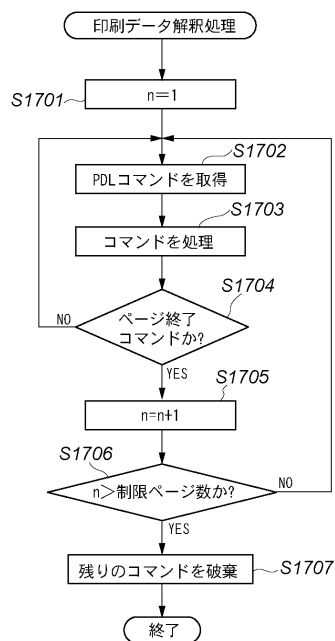 印刷データ解釈処理
S1701
n=1
S1702
PDLコマンドを取得
S1703
コマンドを処理
S1704
ページ終了
コマンドか?
NO
YES
S1705
n=n+1
S1706
n>制限ページ数か?
NO
YES
残りのコマンドを破棄
S1707
終了